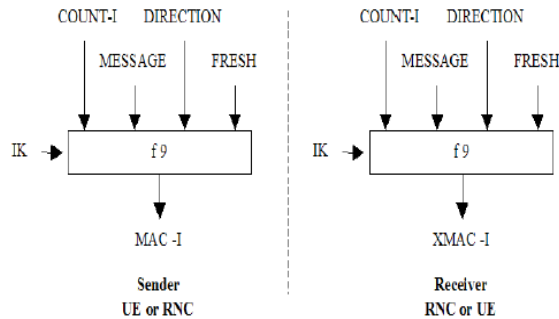 COUNT-I DIRECTION
MESSAGE FRESH
IK f 9
MAC -I
Sender
UE or RNC
COUNT-I DIRECTION
MESSAGE FRESH
IK f 9
XMAC -I
Receiver
RNC or UE